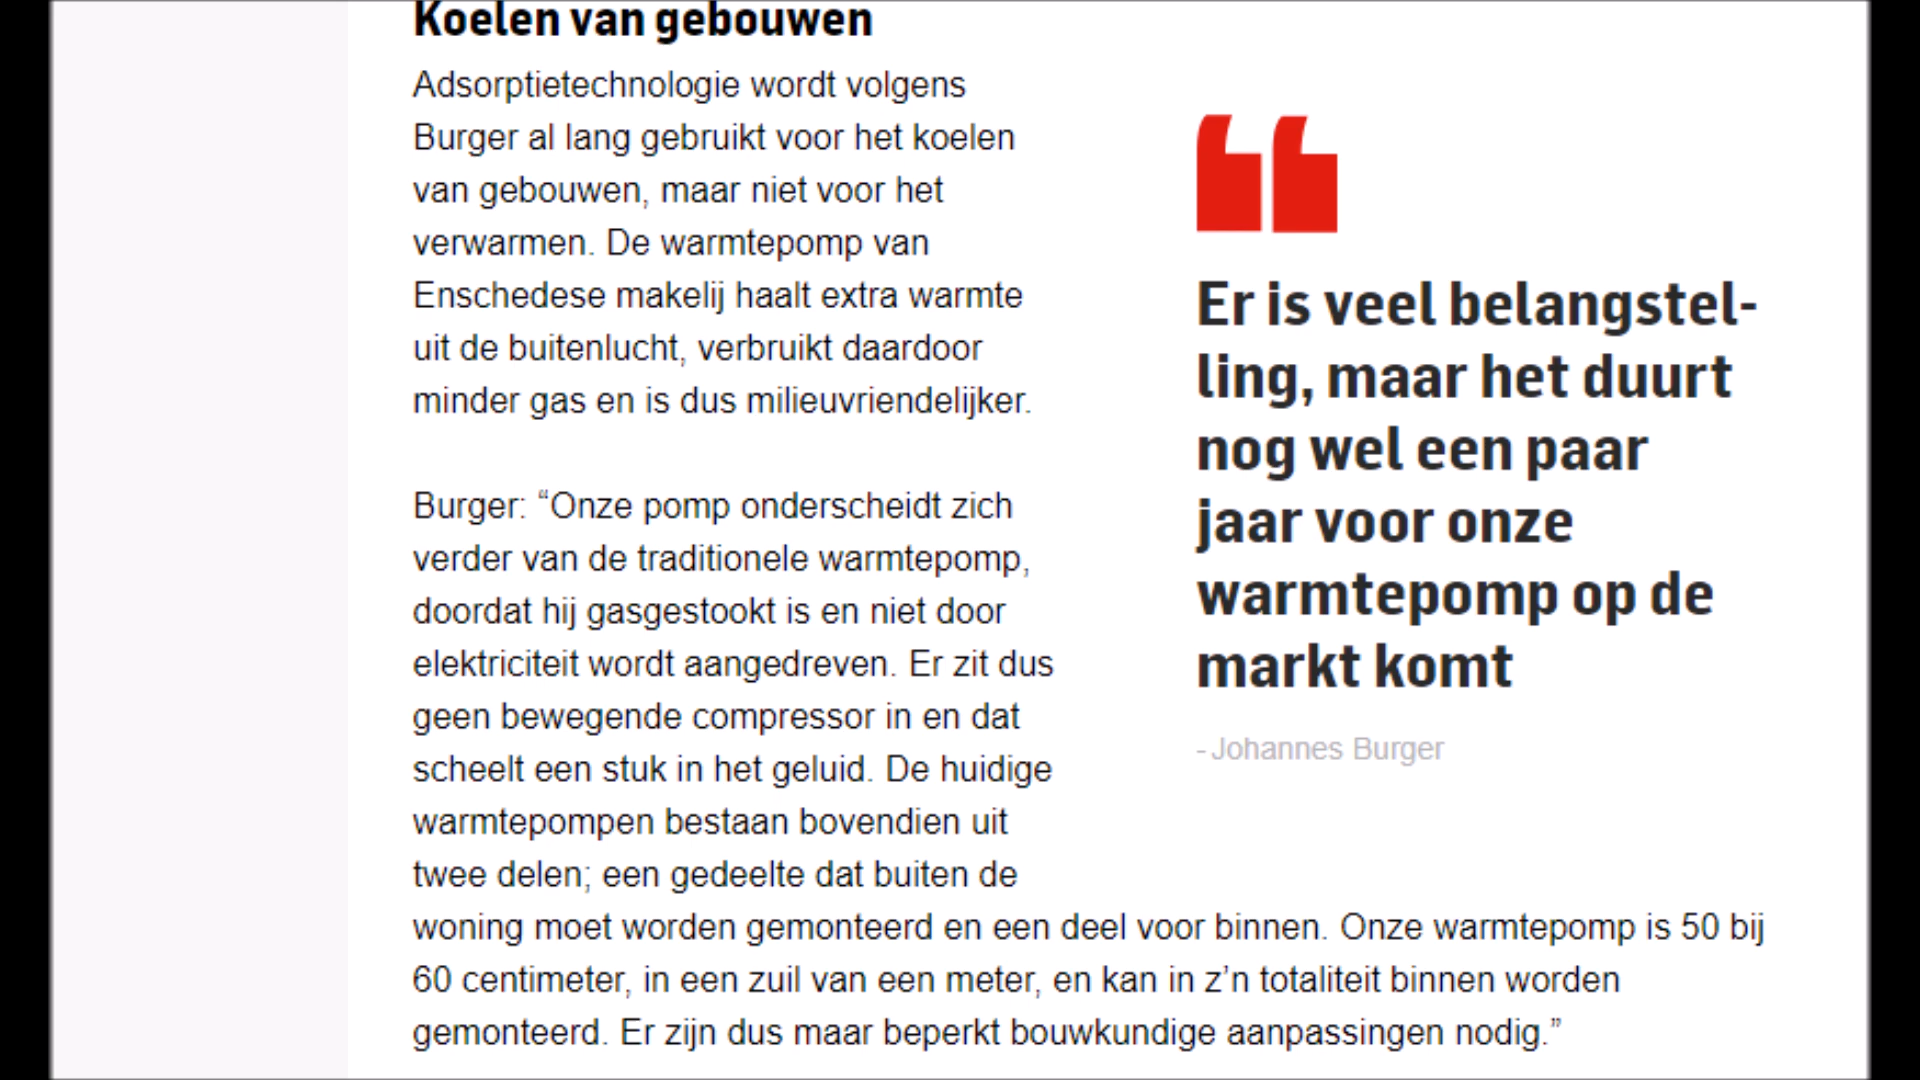 Koelen van gebouwen
Adsorptietechnologie wordt volgens
Burger al lang gebruikt voor het koelen
van gebouwen, maar niet voor het
verwarmen. De warmtepomp van
Enschedese makelij haalt extra warmte
uit de buitenlucht, verbruikt daardoor
minder gas en is dus milieuvriendelijker.
Burger: “Onze pomp onderscheidt zich
verder van de traditionele warmtepomp,
doordat hij gasgestookt is en niet door
elektriciteit wordt aangedreven. Er zit dus
geen bewegende compressor in en dat
scheelt een stuk in het geluid. De huidige
warmtepompen bestaan bovendien uit
twee delen; een gedeelte dat buiten de
woning moet worden gemonteerd en een deel voor binnen. Onze warmtepomp is 50 bij
60 centimeter, in een zuil van een meter, en kan in z’n totaliteit binnen worden
gemonteerd. Er zijn dus maar beperkt bouwkundige aanpassingen nodig.”
“
Er is veel belangstel-
ling, maar het duurt
nog wel een paar
jaar voor onze
warmtepomp op de
markt komt
- Johannes Burger